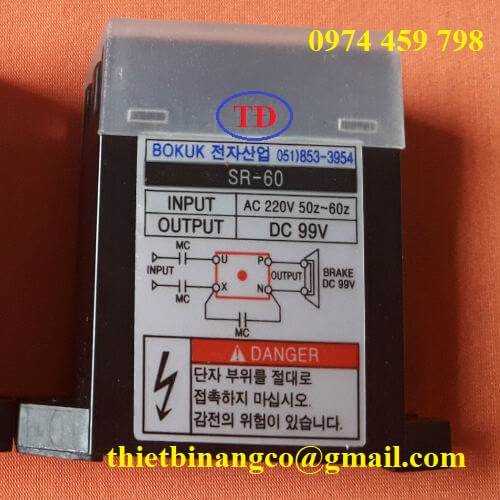 0974 459 798
TĐ
BOKUK 전자산업 051)853-3954
SR-60
INPUT AC 220V 50z~60z
OUTPUT DC 99V
MC
INPUT U P OUTPUT BRAKE
DC 99V
MC X N
MC
DANGER
단자 부위를 절대로
접촉하지 마십시오.
감전의 위험이 있습니다.
thietbinangco@gmail.com